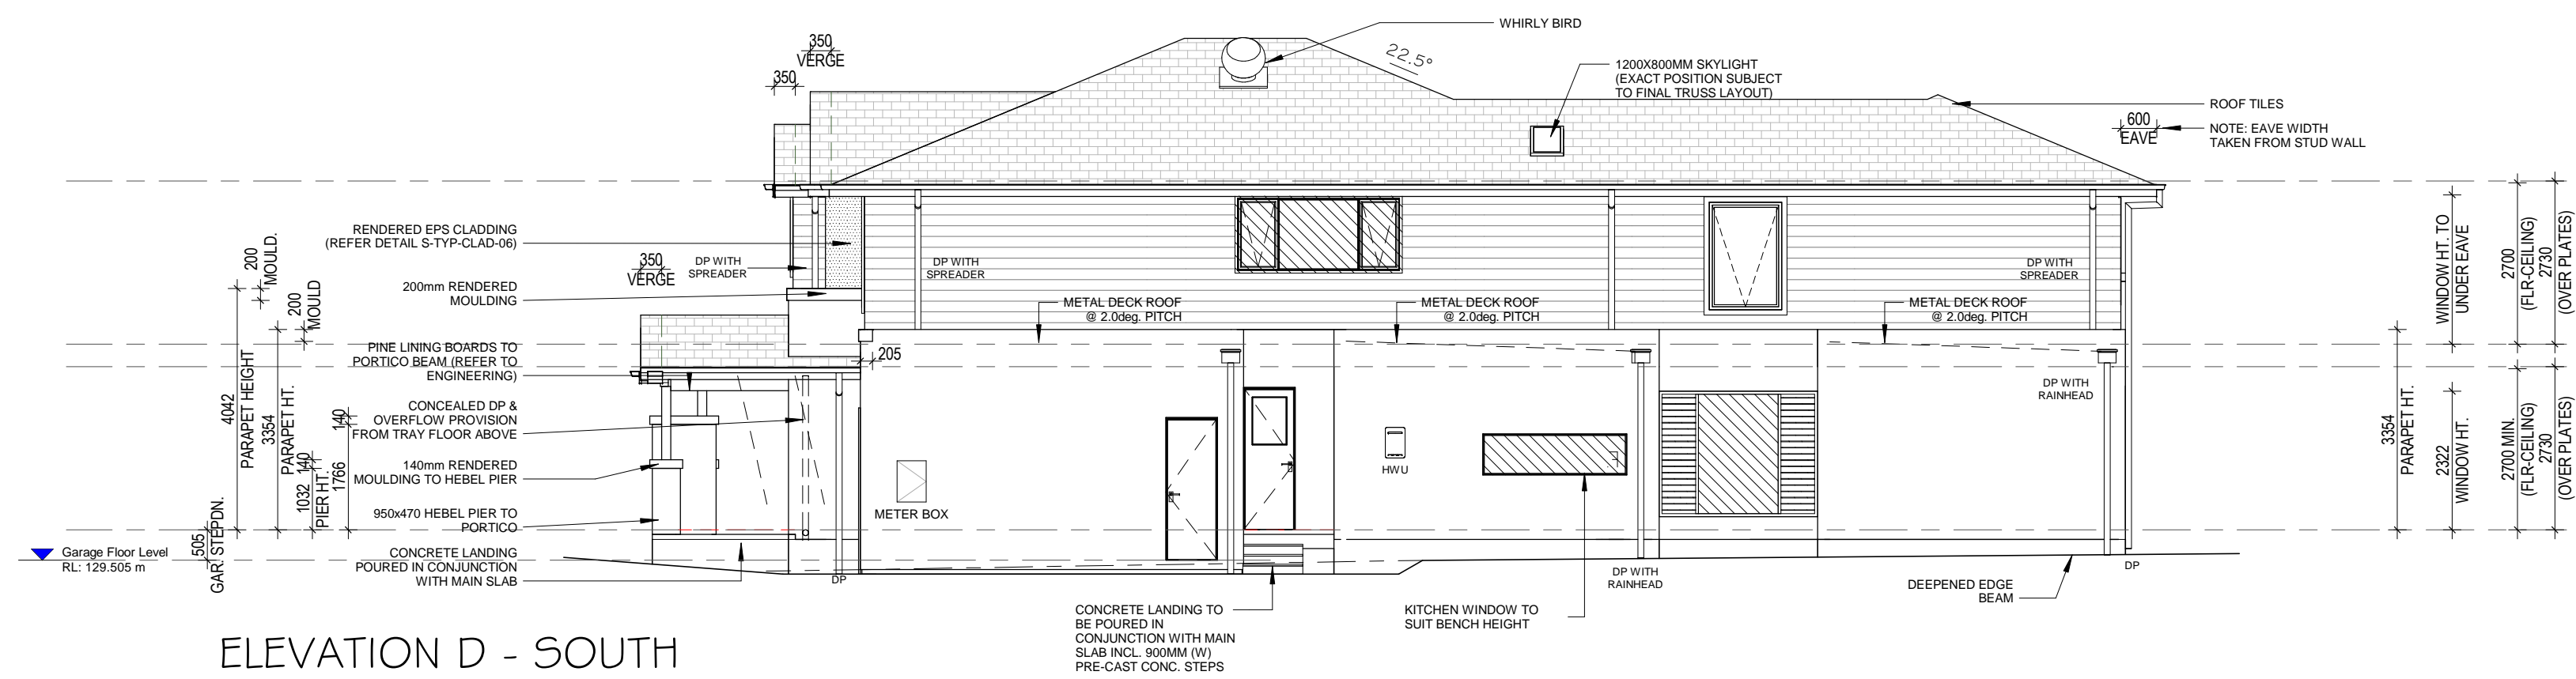 WHIRLY BIRD
350
VERGE
350
22.5°
1200X800MM SKYLIGHT
(EXACT POSITION SUBJECT
TO FINAL TRUSS LAYOUT)
ROOF TILES
600
EAVE
NOTE: EAVE WIDTH
TAKEN FROM STUD WALL
RENDERED EPS CLADDING
(REFER DETAIL S-TYP-CLAD-06)
350
VERGE
DP WITH
SPREADER
DP WITH
SPREADER
DP WITH
SPREADER
200mm RENDERED
MOULDING
METAL DECK ROOF
@ 2.0deg. PITCH
METAL DECK ROOF
@ 2.0deg. PITCH
METAL DECK ROOF
@ 2.0deg. PITCH
200
MOULD.
200
MOULD
4042
PARAPET HEIGHT
3354
PARAPET HT.
1032
140
PIER HT.
1766
140
505
GAR. STEPDN.
PINE LINING BOARDS TO
PORTICO BEAM (REFER TO
ENGINEERING)
205
CONCEALED DP &
OVERFLOW PROVISION
FROM TRAY FLOOR ABOVE
140mm RENDERED
MOULDING TO HEBEL PIER
950x470 HEBEL PIER TO
PORTICO
CONCRETE LANDING
POURED IN CONJUNCTION
WITH MAIN SLAB
Garage Floor Level
RL: 129.505 m
METER BOX
HWU
DP WITH
RAINHEAD
DP
DP WITH
RAINHEAD
DP
DEEPENED EDGE
BEAM
CONCRETE LANDING TO
BE POURED IN
CONJUNCTION WITH MAIN
SLAB INCL. 900MM (W)
PRE-CAST CONC. STEPS
KITCHEN WINDOW TO
SUIT BENCH HEIGHT
WINDOW HT. TO
UNDER EAVE
2700
(FLR-CEILING)
2730
(OVER PLATES)
3354
PARAPET HT.
2322
WINDOW HT.
2700 MIN.
(FLR-CEILING)
2730
(OVER PLATES)
ELEVATION D - SOUTH